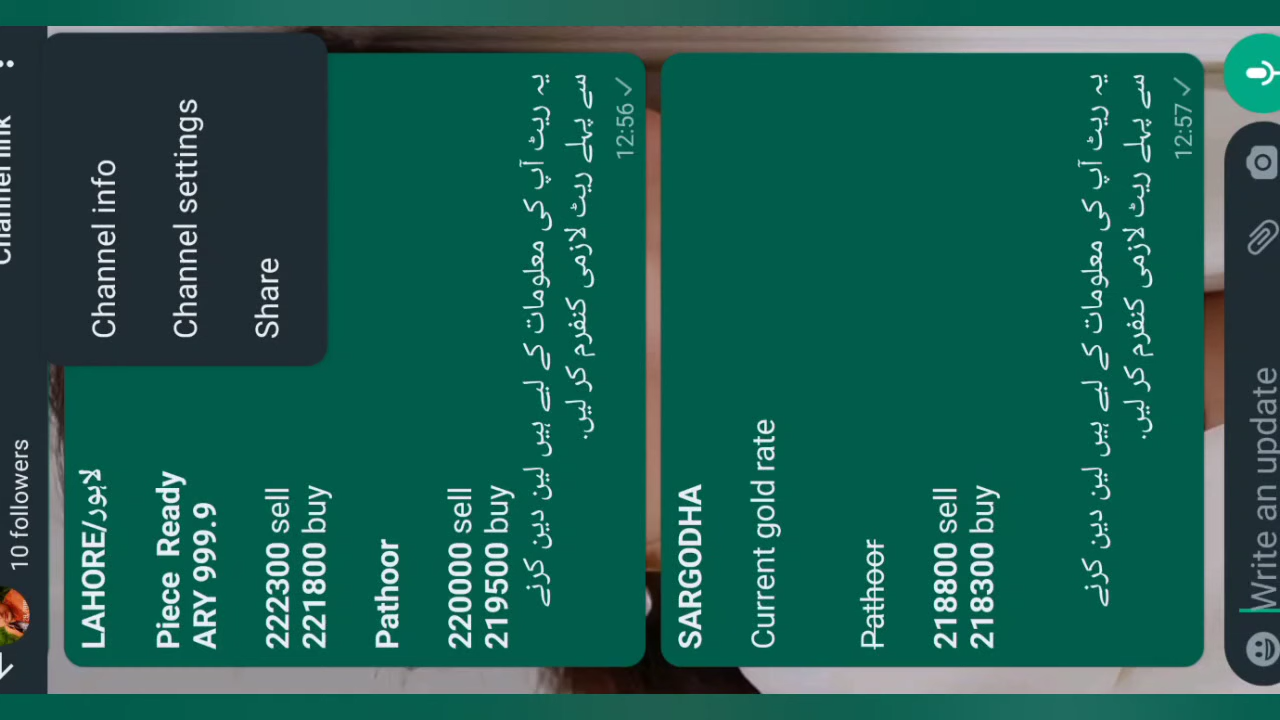 10 followers
Channel link
Channel info
Channel settings
Share
LAHORE/لاہور
Piece Ready
ARY 999.9
222300 sell
221800 buy
Pathoor
220000 sell
219500 buy
یہ ریٹ آپ کی معلومات کے لیے ہیں لین دین کرنے
سے پہلے ریٹ لازمی کنفرم کر لیں.
12:56
SARGODHA
Current gold rate
Pathoor
218800 sell
218300 buy
یہ ریٹ آپ کی معلومات کے لیے ہیں لین دین کرنے
سے پہلے ریٹ لازمی کنفرم کر لیں.
12:57
Write an update